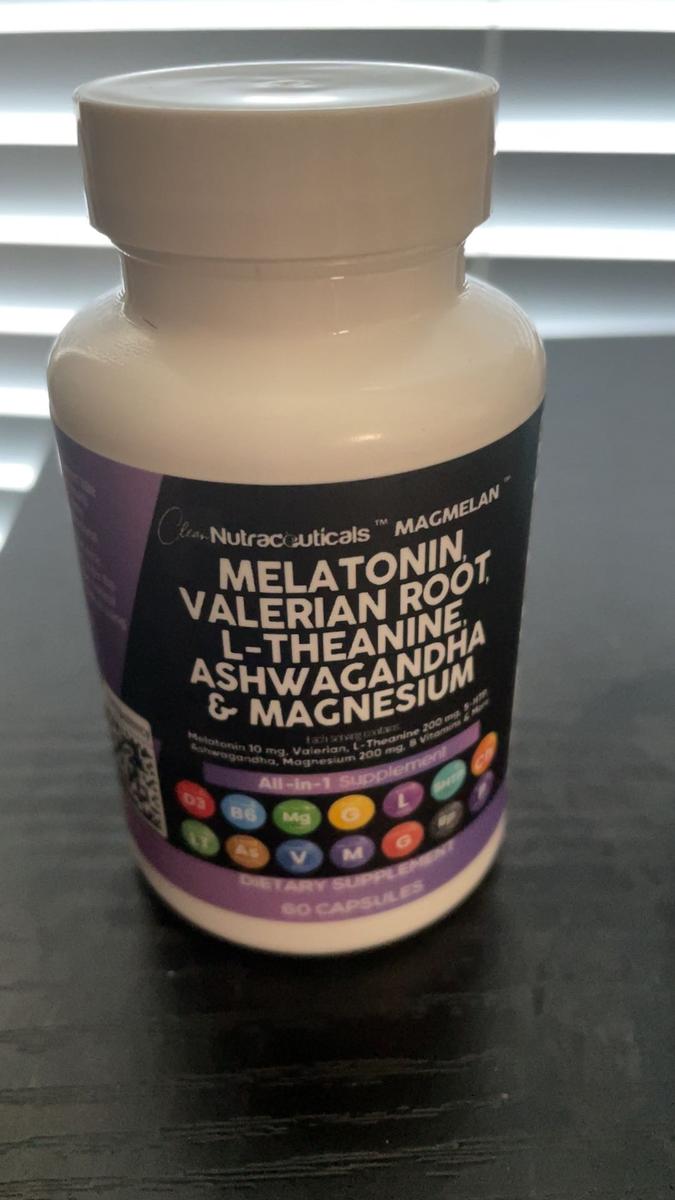 Clean Nutraceuticals™ MAGMELAN™
MELATONIN,
VALERIAN ROOT,
L-THEANINE,
ASHWAGANDHA
& MAGNESIUM
Each serving contains:
Melatonin 10 mg, Valerian, L-Theanine 200 mg, 5-HTP,
Ashwagandha, Magnesium 200 mg, B Vitamins & More
All-in-1 Supplement
D3 B6 Mg G L 5HTP
LT AS V M G
DIETARY SUPPLEMENT
60 CAPSULES